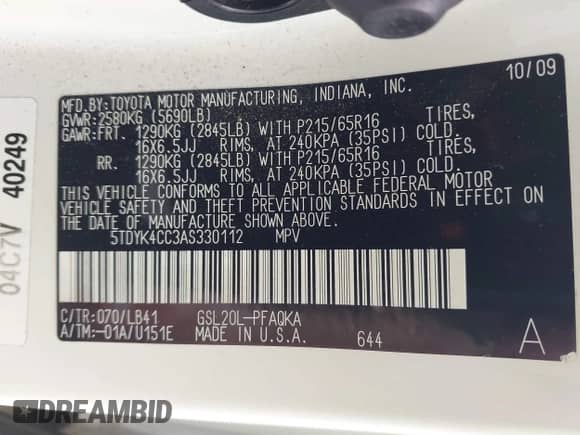 10/09
MFD.BY:TOYOTA MOTOR MANUFACTURING, INDIANA, INC.
GVWR:2580KG (5690LB)
GAWR:FRT. 1290KG (2845LB) WITH P215/65R16 TIRES,
16X6.5JJ RIMS, AT 240KPA (35PSI) COLD.
RR. 1290KG (2845LB) WITH P215/65R16 TIRES,
16X6.5JJ RIMS, AT 240KPA (35PSI) COLD.
THIS VEHICLE CONFORMS TO ALL APPLICABLE FEDERAL MOTOR
VEHICLE SAFETY AND THEFT PREVENTION STANDARDS IN EFFECT ON
THE DATE OF MANUFACTURE SHOWN ABOVE.
5TDYK4CC3AS330112 MPV
C/TR:070/LB41 GSL20L-PFAQKA
A/TM:-01A/U151E MADE IN U.S.A. 644 A
04C7V 40249
DREAMBID